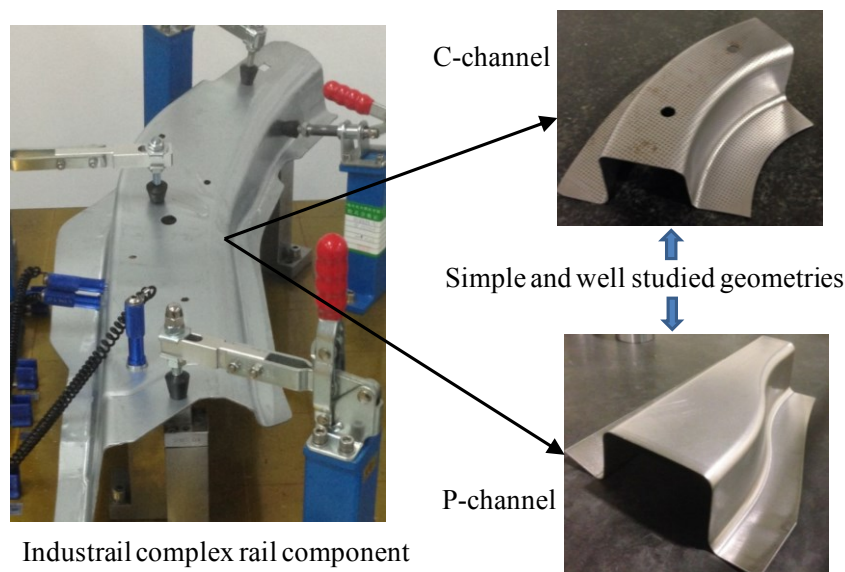 C-channel
Simple and well studied geometries
P-channel
Industrail complex rail component